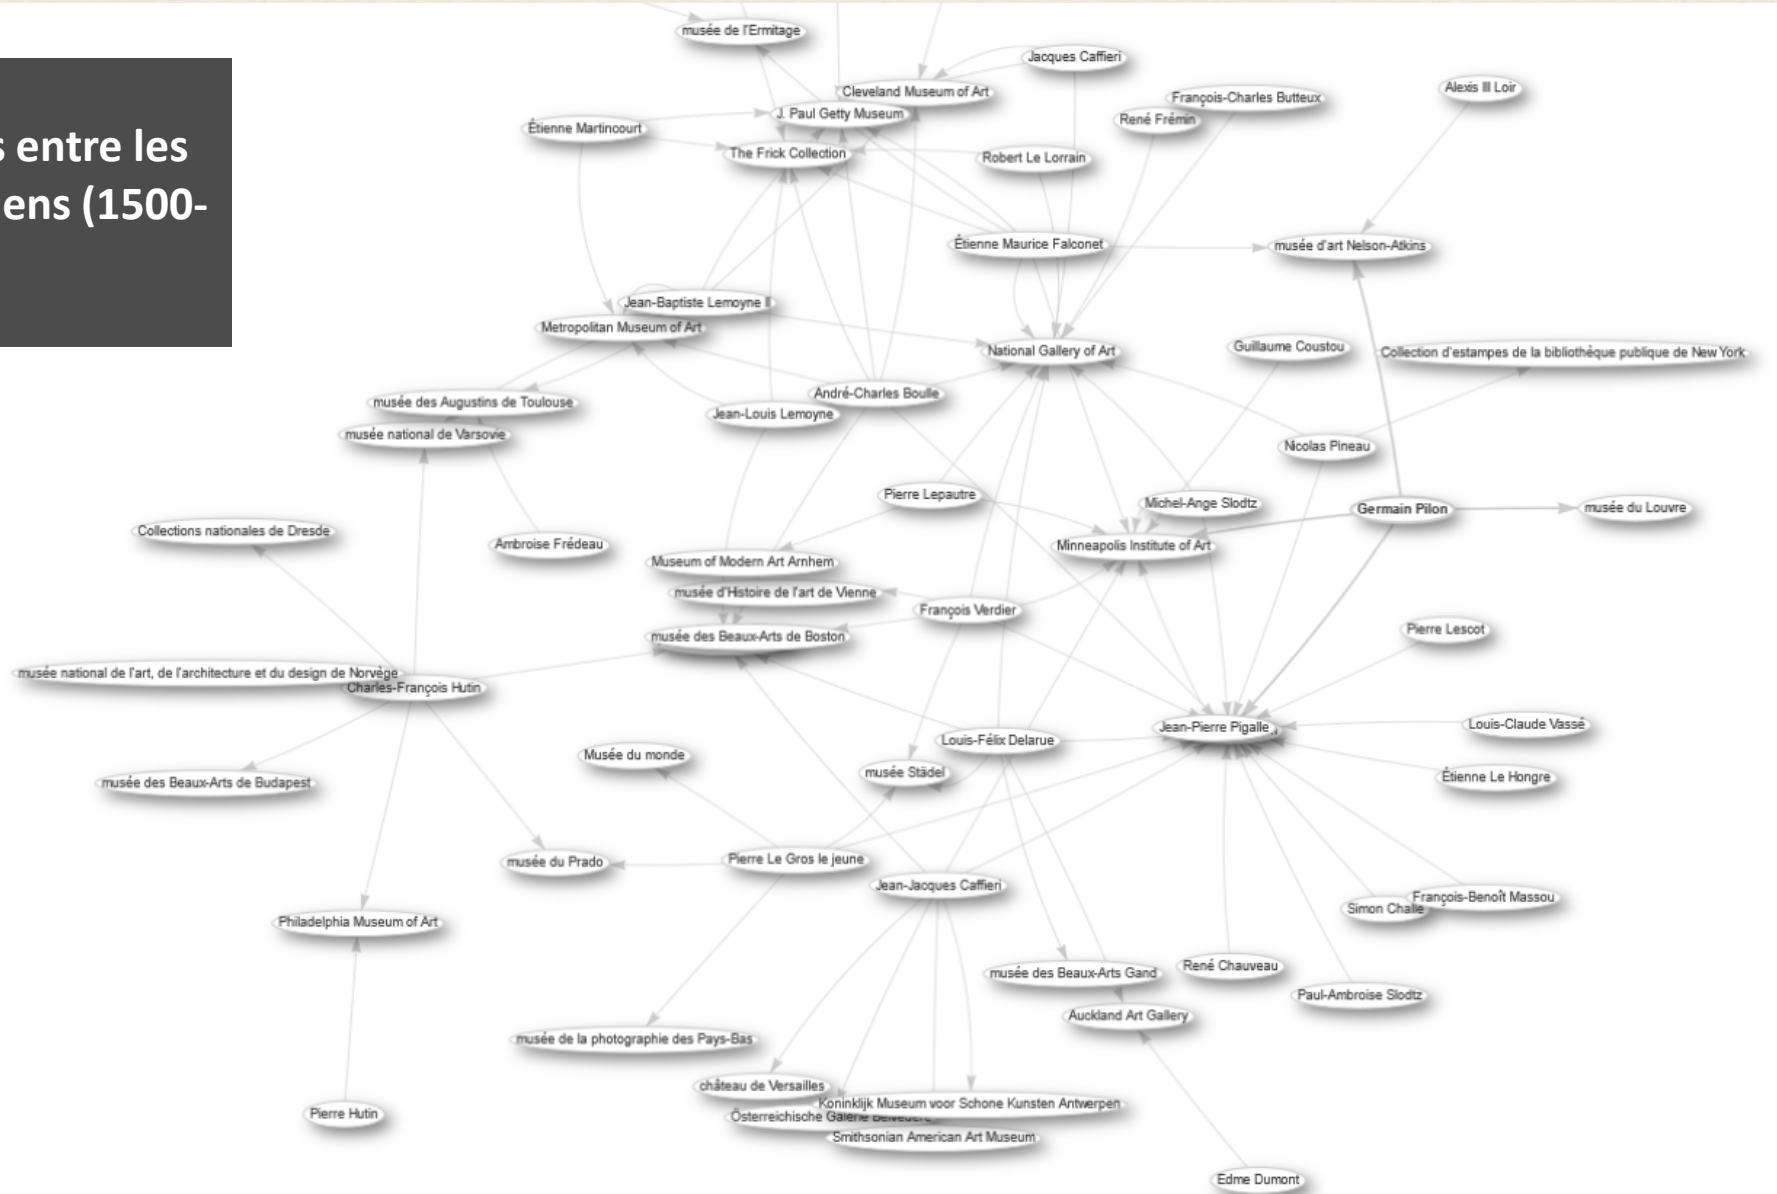 s entre les
ens (1500-
musée de l'Ermitage
Jacques Caffieri
Cleveland Museum of Art
Alexis III Loir
François-Charles Butteux
J. Paul Getty Museum
René Frémin
Étienne Martincourt
The Frick Collection
Robert Le Lorrain
Étienne Maurice Falconet
musée d'art Nelson-Atkins
Jean-Baptiste Lemoyne II
Metropolitan Museum of Art
National Gallery of Art
Guillaume Coustou
Collection d'estampes de la bibliothèque publique de New York
musée des Augustins de Toulouse
André-Charles Boulle
Jean-Louis Lemoyne
musée national de Varsovie
Nicolas Pineau
Pierre Lepautre
Michel-Ange Slodtz
Germain Pilon
musée du Louvre
Collections nationales de Dresde
Ambroise Frédeau
Minneapolis Institute of Art
Museum of Modern Art Arnhem
musée d'Histoire de l'art de Vienne
François Verdier
musée des Beaux-Arts de Boston
Pierre Lescot
musée national de l'art, de l'architecture et du design de Norvège
Charles-François Hutin
Jean-Pierre Pigalle
Louis-Claude Vassé
Louis-Félix Delarue
Musée du monde
musée Städel
Étienne Le Hongre
musée des Beaux-Arts de Budapest
musée du Prado
Pierre Le Gros le jeune
Jean-Jacques Caffieri
François-Benoît Massou
Simon Challe
Philadelphia Museum of Art
musée des Beaux-Arts Gand
René Chauveau
Paul-Ambroise Slodtz
Auckland Art Gallery
musée de la photographie des Pays-Bas
château de Versailles
Koninklijk Museum voor Schone Kunsten Antwerpen
Österreichische Galerie Belvedere
Pierre Hutin
Smithsonian American Art Museum
Edme Dumont